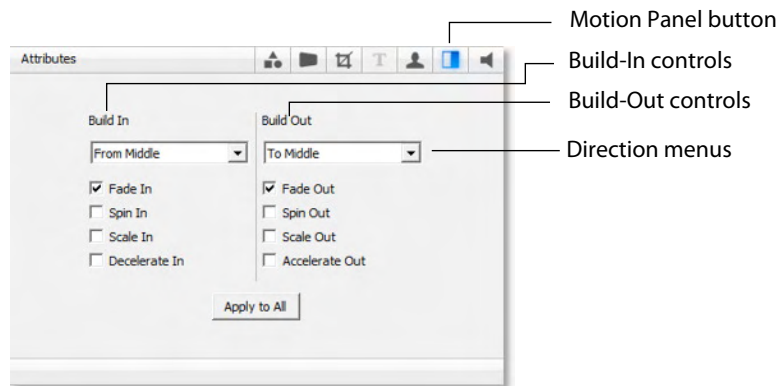 Motion Panel button
Attributes
T
Build-In controls
Build-Out controls
Build In
Build Out
From Middle
To Middle
Direction menus
Fade In
Fade Out
Spin In
Spin Out
Scale In
Scale Out
Decelerate In
Accelerate Out
Apply to All